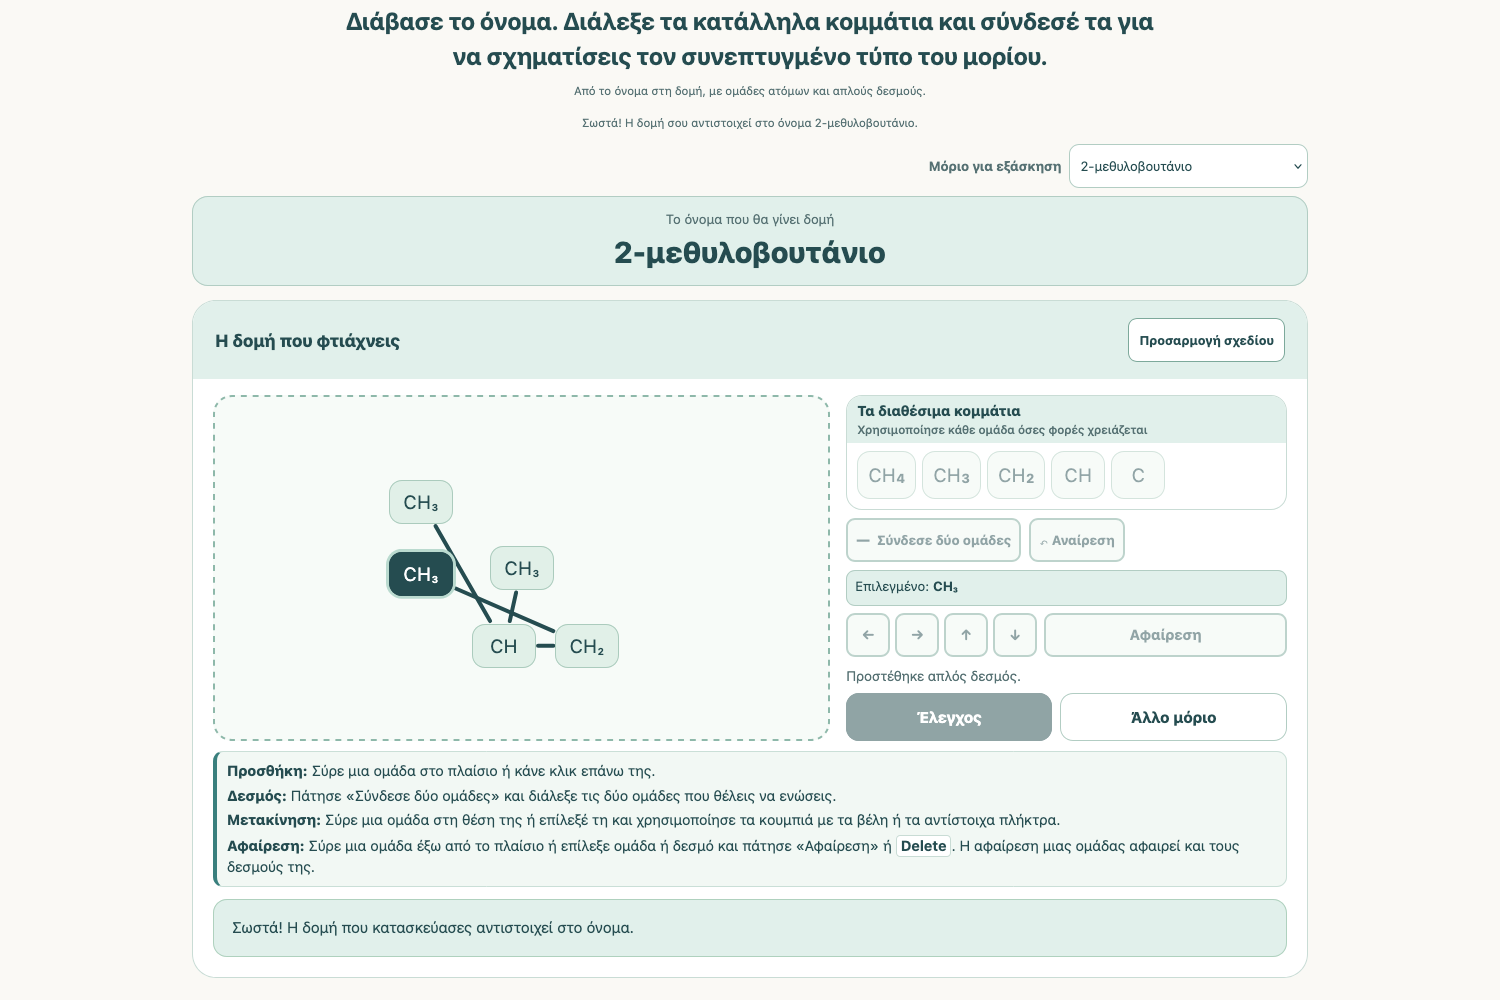 Διάβασε το όνομα. Διάλεξε τα κατάλληλα κομμάτια και σύνδεσέ τα για
να σχηματίσεις τον συνεπτυγμένο τύπο του μορίου.
Από το όνομα στη δομή, με ομάδες ατόμων και απλούς δεσμούς.
Σωστά! Η δομή σου αντιστοιχεί στο όνομα 2-μεθυλοβουτάνιο.
Μόριο για εξάσκηση
2-μεθυλοβουτάνιο
Το όνομα που θα γίνει δομή
2-μεθυλοβουτάνιο
Η δομή που φτιάχνεις
Προσαρμογή σχεδίου
CH₃
CH₃
CH₃
CH
CH₂
Τα διαθέσιμα κομμάτια
Χρησιμοποίησε κάθε ομάδα όσες φορές χρειάζεται
CH₄ CH₃ CH₂ CH C
— Σύνδεσε δύο ομάδες
↶ Αναίρεση
Επιλεγμένο: CH₃
← → ↑ ↓ Αφαίρεση
Προστέθηκε απλός δεσμός.
Έλεγχος
Άλλο μόριο
Προσθήκη: Σύρε μια ομάδα στο πλαίσιο ή κάνε κλικ επάνω της.
Δεσμός: Πάτησε «Σύνδεσε δύο ομάδες» και διάλεξε τις δύο ομάδες που θέλεις να ενώσεις.
Μετακίνηση: Σύρε μια ομάδα στη θέση της ή επίλεξέ τη και χρησιμοποίησε τα κουμπιά με τα βέλη ή τα αντίστοιχα πλήκτρα.
Αφαίρεση: Σύρε μια ομάδα έξω από το πλαίσιο ή επίλεξε ομάδα ή δεσμό και πάτησε «Αφαίρεση» ή Delete. Η αφαίρεση μιας ομάδας αφαιρεί και τους
δεσμούς της.
Σωστά! Η δομή που κατασκεύασες αντιστοιχεί στο όνομα.